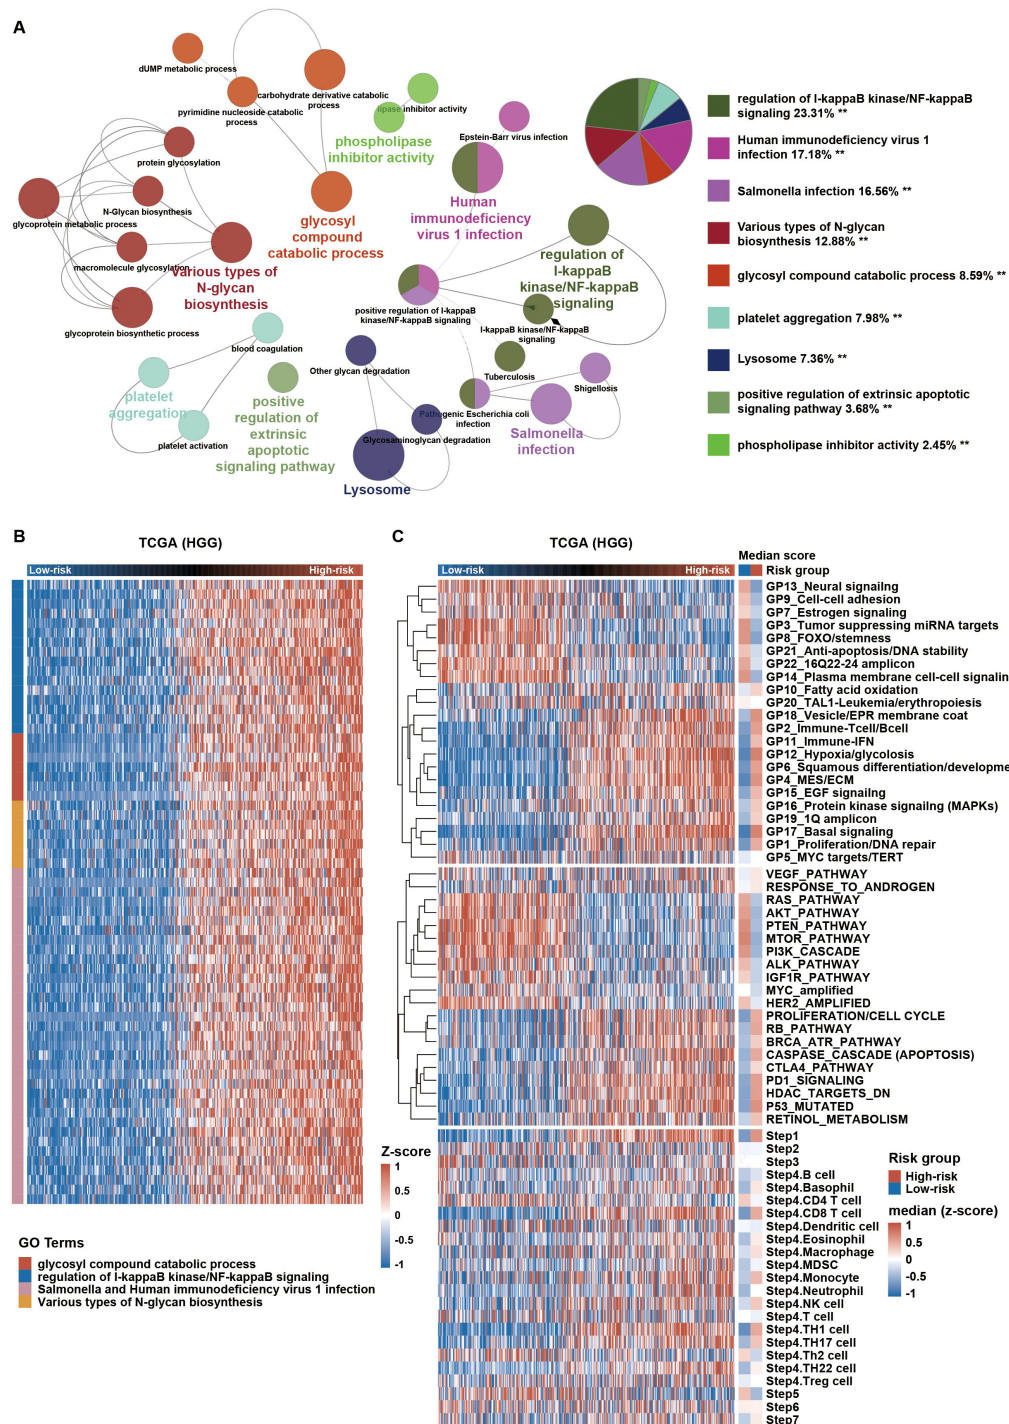 A
dUMP metabolic process
carbohydrate derivative catabolic
process
pyrimidine nucleoside catabolic
process
lipase inhibitor activity
phospholipase
inhibitor activity
Epstein-Barr virus infection
protein glycosylation
N-Glycan biosynthesis
glycoprotein metabolic process
macromolecule glycosylation
Various types of
N-glycan
biosynthesis
glycoprotein biosynthetic process
glycosyl
compound
catabolic process
Human
immunodeficiency
virus 1 infection
regulation of
I-kappaB
kinase/NF-kappaB
signaling
positive regulation of I-kappaB
kinase/NF-kappaB signaling
I-kappaB kinase/NF-kappaB
signaling
blood coagulation
Other glycan degradation
Tuberculosis
Shigellosis
platelet
aggregation
positive
regulation of
extrinsic
apoptotic
signaling pathway
platelet activation
Pathogenic Escherichia coli
infection
Glycosaminoglycan degradation
Salmonella
infection
Lysosome
regulation of I-kappaB kinase/NF-kappaB
signaling 23.31% **
Human immunodeficiency virus 1
infection 17.18% **
Salmonella infection 16.56% **
Various types of N-glycan
biosynthesis 12.88% **
glycosyl compound catabolic process 8.59% **
platelet aggregation 7.98% **
Lysosome 7.36% **
positive regulation of extrinsic apoptotic
signaling pathway 3.68% **
phospholipase inhibitor activity 2.45% **
B
TCGA (HGG)
Low-risk
High-risk
GO Terms
glycosyl compound catabolic process
regulation of I-kappaB kinase/NF-kappaB signaling
Salmonella and Human immunodeficiency virus 1 infection
Various types of N-glycan biosynthesis
Z-score
1
0.5
0
-0.5
-1
C
TCGA (HGG)
Low-risk
High-risk
Median score
Risk group
GP13_Neural signailng
GP9_Cell-cell adhesion
GP7_Estrogen signaling
GP3_Tumor suppressing miRNA targets
GP8_FOXO/stemness
GP21_Anti-apoptosis/DNA stability
GP22_16Q22-24 amplicon
GP14_Plasma membrane cell-cell signalin
GP10_Fatty acid oxidation
GP20_TAL1-Leukemia/erythropoiesis
GP18_Vesicle/EPR membrane coat
GP2_Immune-Tcell/Bcell
GP11_Immune-IFN
GP12_Hypoxia/glycolosis
GP6_Squamous differentiation/developme
GP4_MES/ECM
GP15_EGF signailng
GP16_Protein kinase signailng (MAPKs)
GP19_1Q amplicon
GP17_Basal signaling
GP1_Proliferation/DNA repair
GP5_MYC targets/TERT
VEGF_PATHWAY
RESPONSE_TO_ANDROGEN
RAS_PATHWAY
AKT_PATHWAY
PTEN_PATHWAY
MTOR_PATHWAY
PI3K_CASCADE
ALK_PATHWAY
IGF1R_PATHWAY
MYC_amplified
HER2_AMPLIFIED
PROLIFERATION/CELL CYCLE
RB_PATHWAY
BRCA_ATR_PATHWAY
CASPASE_CASCADE (APOPTOSIS)
CTLA4_PATHWAY
PD1_SIGNALING
HDAC_TARGETS_DN
P53_MUTATED
RETINOL_METABOLISM
Step1
Step2
Step3
Step4.B cell
Step4.Basophil
Step4.CD4 T cell
Step4.CD8 T cell
Step4.Dendritic cell
Step4.Eosinophil
Step4.Macrophage
Step4.MDSC
Step4.Monocyte
Step4.Neutrophil
Step4.NK cell
Step4.T cell
Step4.TH1 cell
Step4.TH17 cell
Step4.Th2 cell
Step4.TH22 cell
Step4.Treg cell
Step5
Step6
Step7
Risk group
High-risk
Low-risk
median (z-score)
1
0.5
0
-0.5
-1